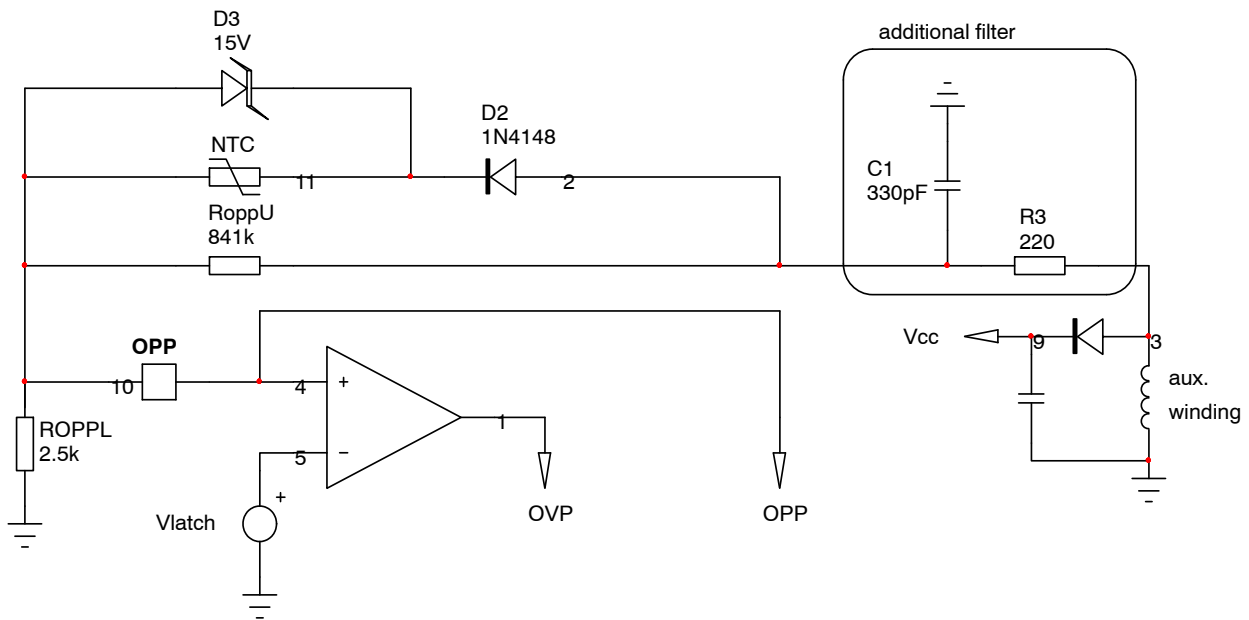 D3
15V
additional filter
D2
1N4148
NTC
11
2
C1
330pF
RoppU
841k
R3
220
OPP
Vcc
9
3
10
4
+
aux.
winding
1
ROPPL
2.5k
5
−
+
Vlatch
OVP
OPP